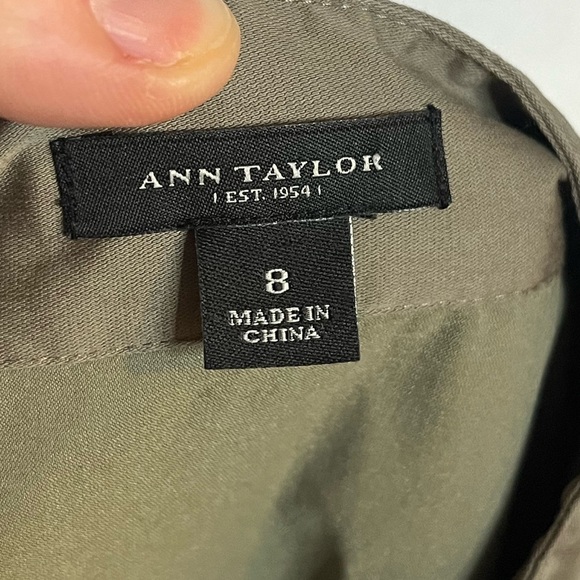 ANN TAYLOR
| EST. 1954 |
8
MADE IN
CHINA